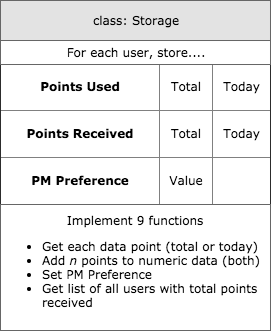 class: Storage
For each user, store....
Points Used Total Today
Points Received Total Today
PM Preference Value
Implement 9 functions
• Get each data point (total or today)
• Add n points to numeric data (both)
• Set PM Preference
• Get list of all users with total points
received